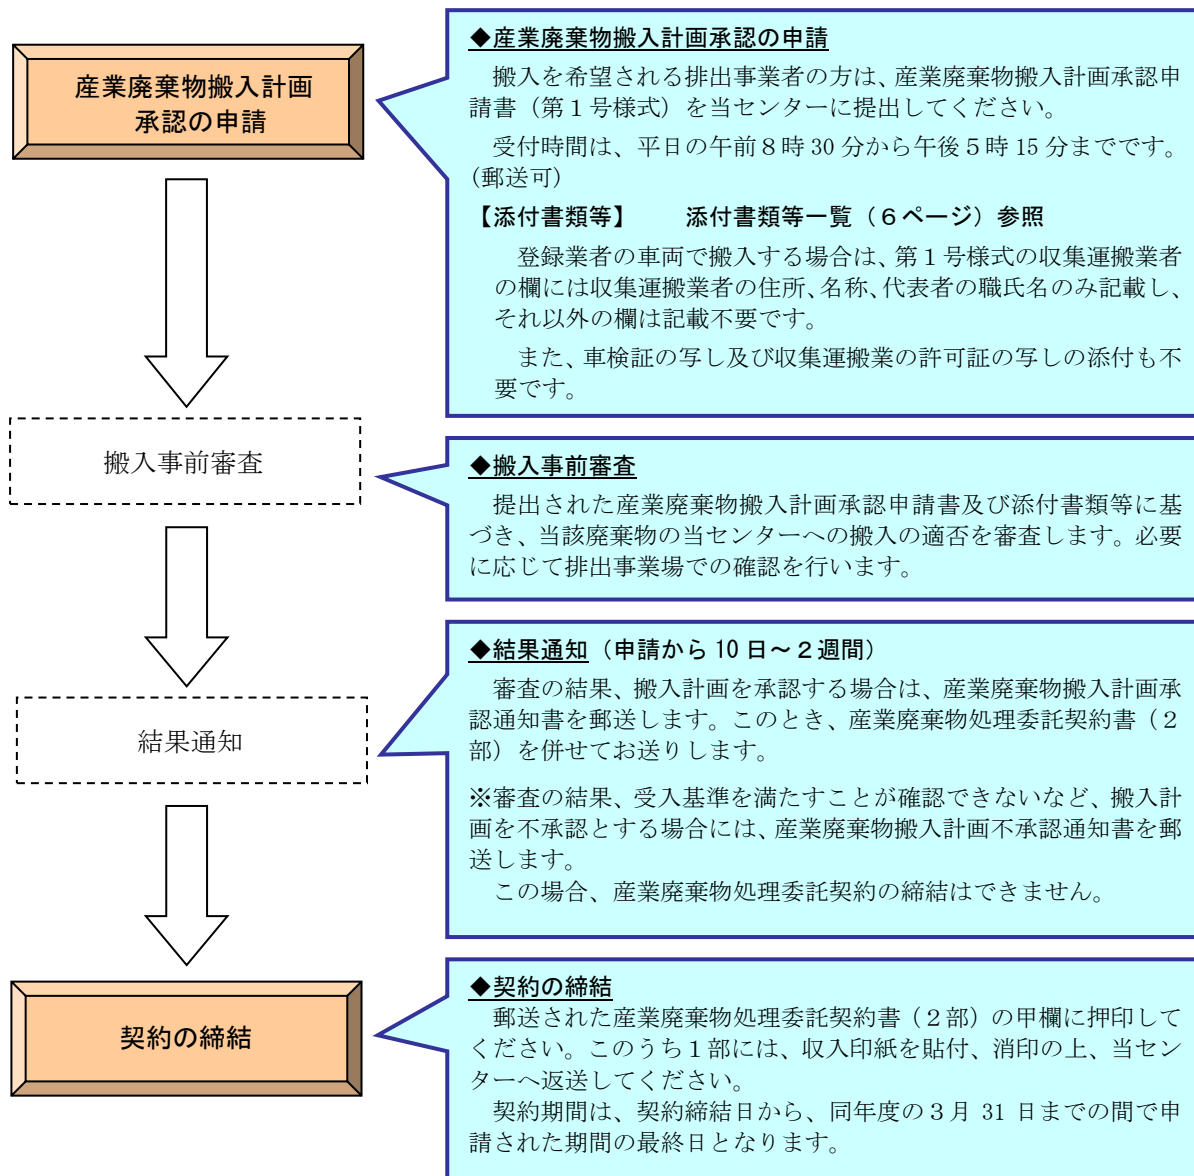 産業廃棄物搬入計画
承認の申請
◆産業廃棄物搬入計画承認の申請
搬入を希望される排出事業者の方は、産業廃棄物搬入計画承認申
請書（第１号様式）を当センターに提出してください。
受付時間は、平日の午前８時 30 分から午後５時 15 分までです。
(郵送可)
【添付書類等】　　添付書類等一覧（６ページ）参照
登録業者の車両で搬入する場合は、第１号様式の収集運搬業者
の欄には収集運搬業者の住所、名称、代表者の職氏名のみ記載し、
それ以外の欄は記載不要です。
また、車検証の写し及び収集運搬業の許可証の写しの添付も不
要です。
搬入事前審査
◆搬入事前審査
提出された産業廃棄物搬入計画承認申請書及び添付書類等に基
づき、当該廃棄物の当センターへの搬入の適否を審査します。必要
に応じて排出事業場での確認を行います。
結果通知
◆結果通知（申請から 10 日～２週間）
審査の結果、搬入計画を承認する場合は、産業廃棄物搬入計画承
認通知書を郵送します。このとき、産業廃棄物処理委託契約書（２
部）を併せてお送りします。
※審査の結果、受入基準を満たすことが確認できないなど、搬入計
画を不承認とする場合には、産業廃棄物搬入計画不承認通知書を郵
送します。
この場合、産業廃棄物処理委託契約の締結はできません。
契約の締結
◆契約の締結
郵送された産業廃棄物処理委託契約書（２部）の甲欄に押印して
ください。このうち１部には、収入印紙を貼付、消印の上、当セン
ターへ返送してください。
契約期間は、契約締結日から、同年度の３月 31 日までの間で申
請された期間の最終日となります。